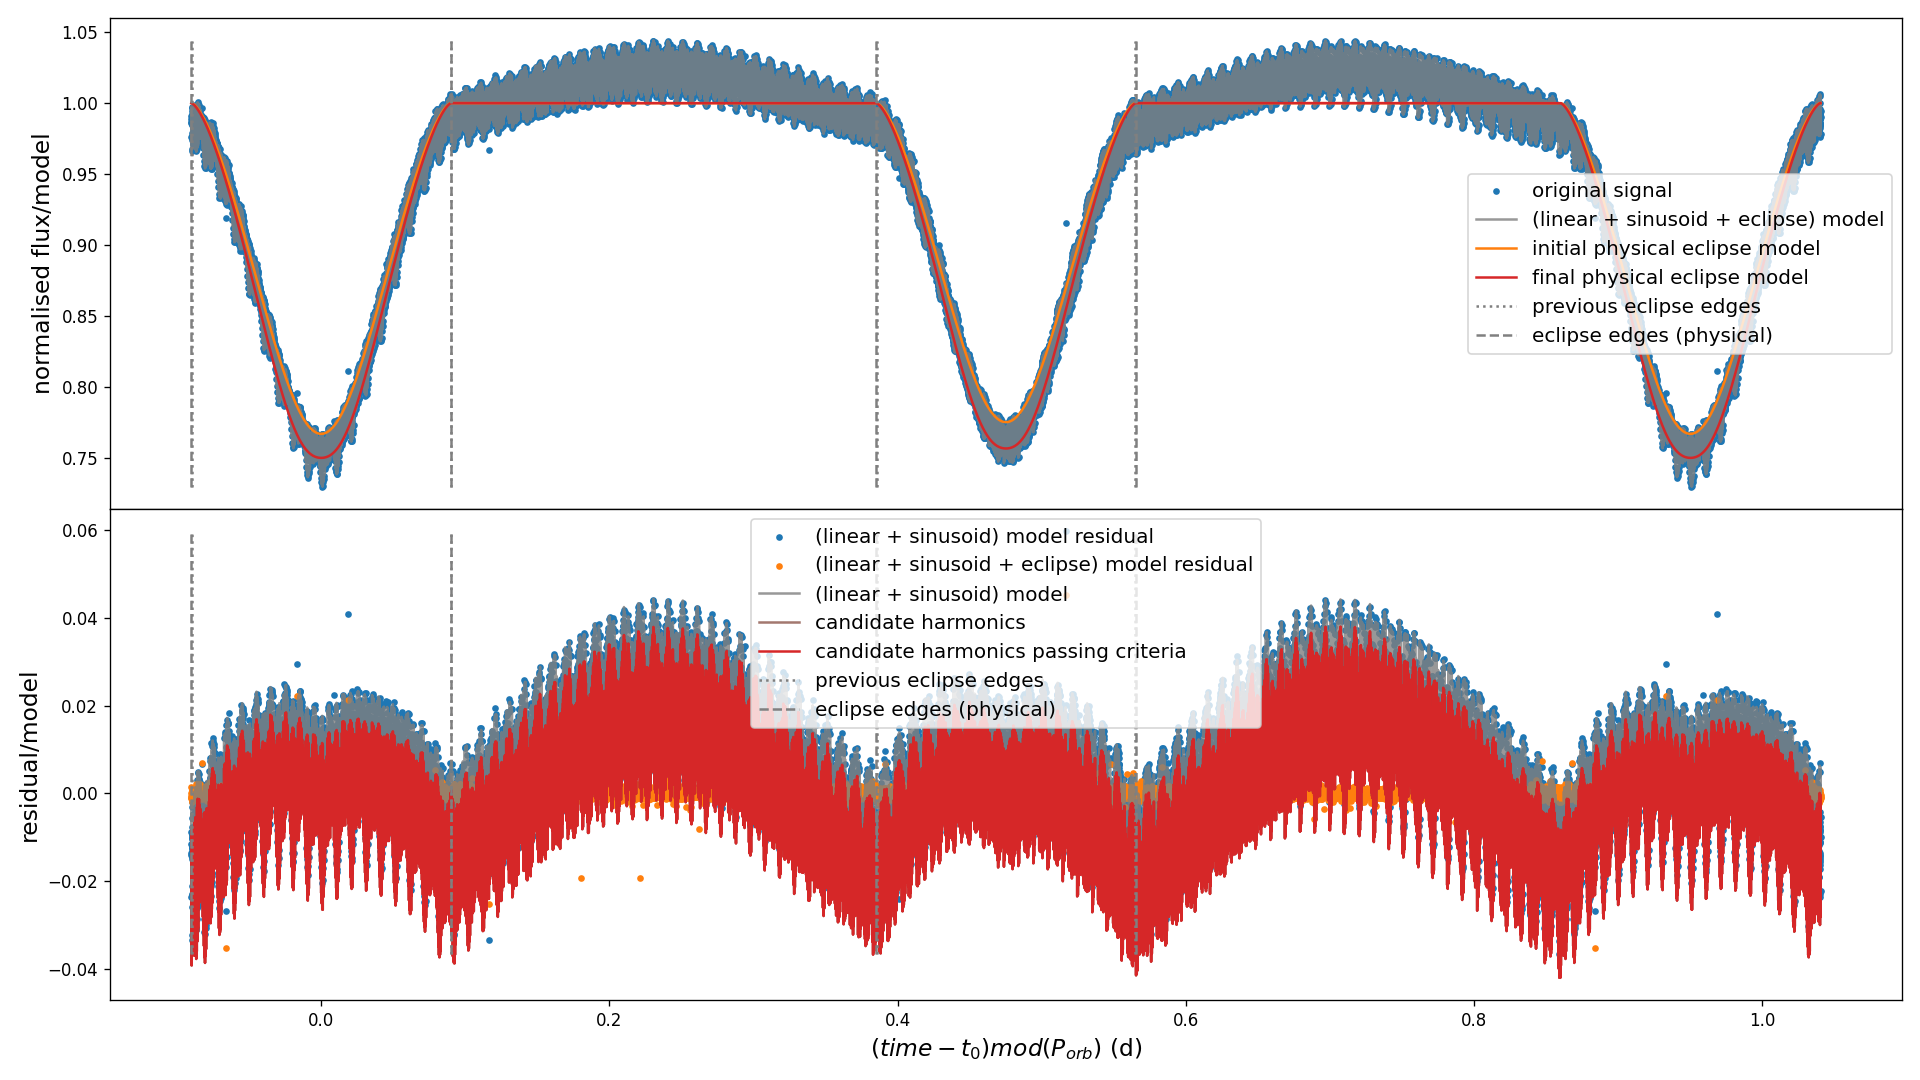 normalised flux/model
1.05
1.00
0.95
0.90
0.85
0.80
0.75
original signal
(linear + sinusoid + eclipse) model
initial physical eclipse model
final physical eclipse model
previous eclipse edges
eclipse edges (physical)
residual/model
0.06
0.04
0.02
0.00
−0.02
−0.04
(linear + sinusoid) model residual
(linear + sinusoid + eclipse) model residual
(linear + sinusoid) model
candidate harmonics
candidate harmonics passing criteria
previous eclipse edges
eclipse edges (physical)
0.0 0.2 0.4 0.6 0.8 1.0
(time − t₀)mod(Pₒᵣb) (d)